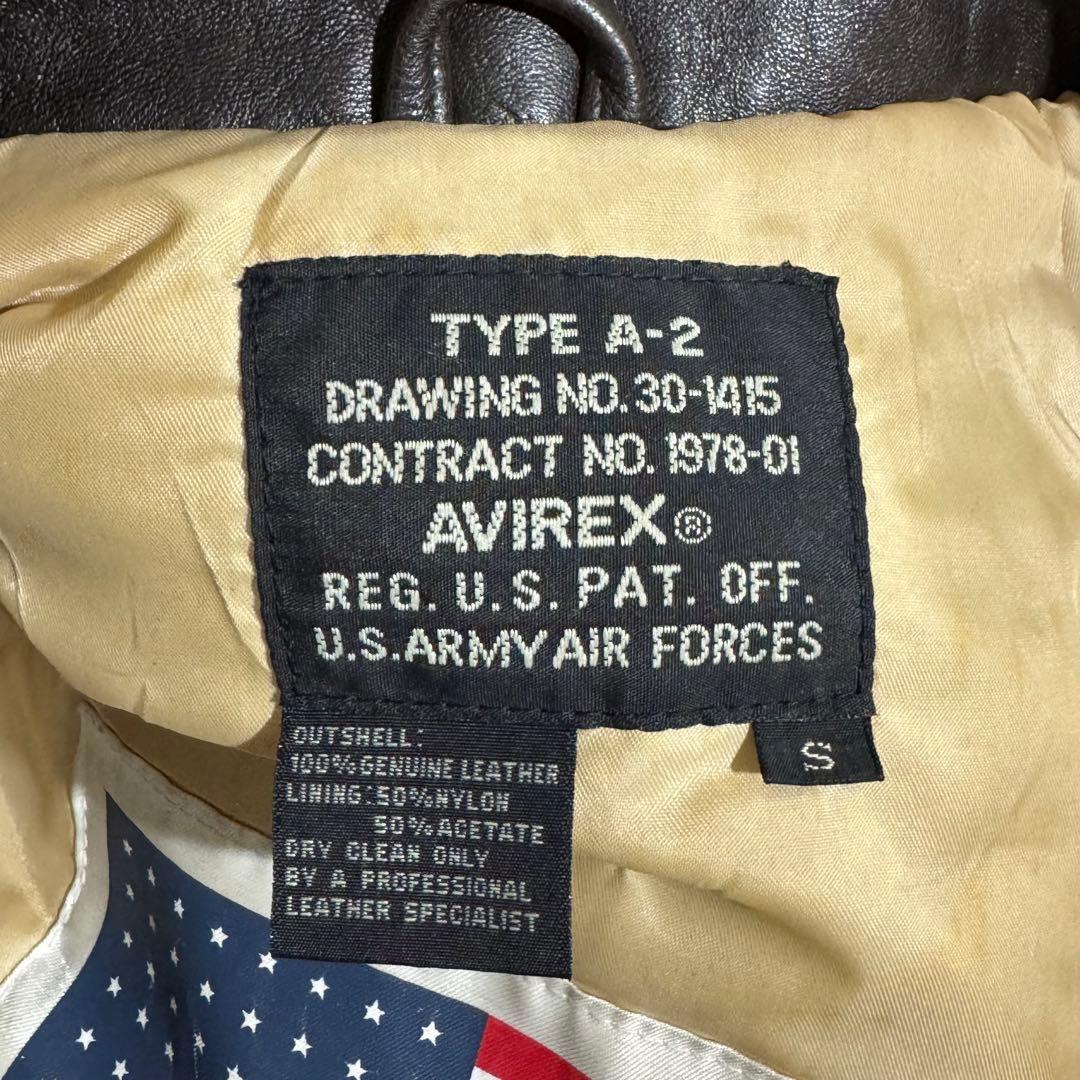 TYPE A-2
DRAWING NO. 30-1415
CONTRACT NO. 1978-01
AVIREX®
REG. U.S. PAT. OFF.
U.S. ARMY AIR FORCES
OUTSHELL:
100% GENUINE LEATHER
LINING: 50% NYLON
50% ACETATE
DRY CLEAN ONLY
BY A PROFESSIONAL
LEATHER SPECIALIST
S